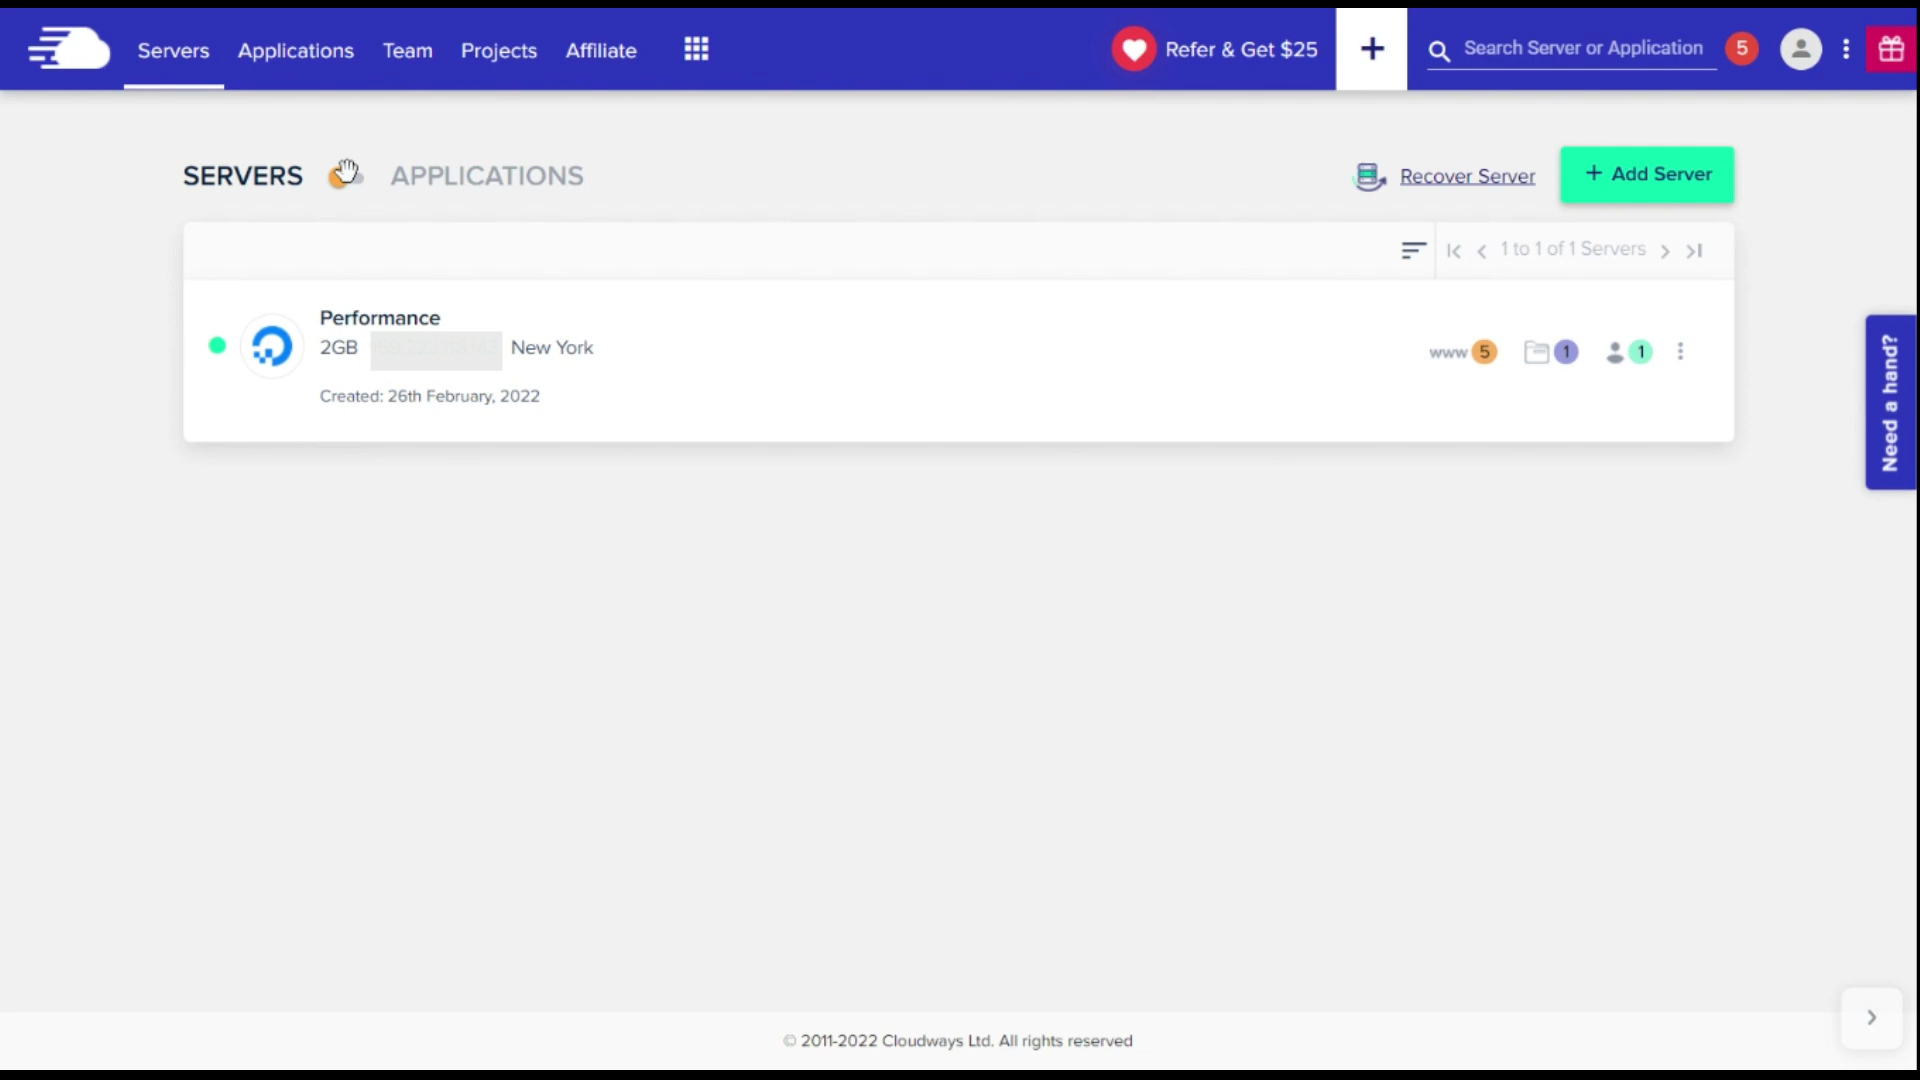 Servers Applications Team Projects Affiliate Refer & Get $25 + Search Server or Application 5
SERVERS APPLICATIONS Recover Server + Add Server
1 to 1 of 1 Servers
Performance
2GB New York
www 5 1 1
Created: 26th February, 2022
Need a hand?
© 2011-2022 Cloudways Ltd. All rights reserved